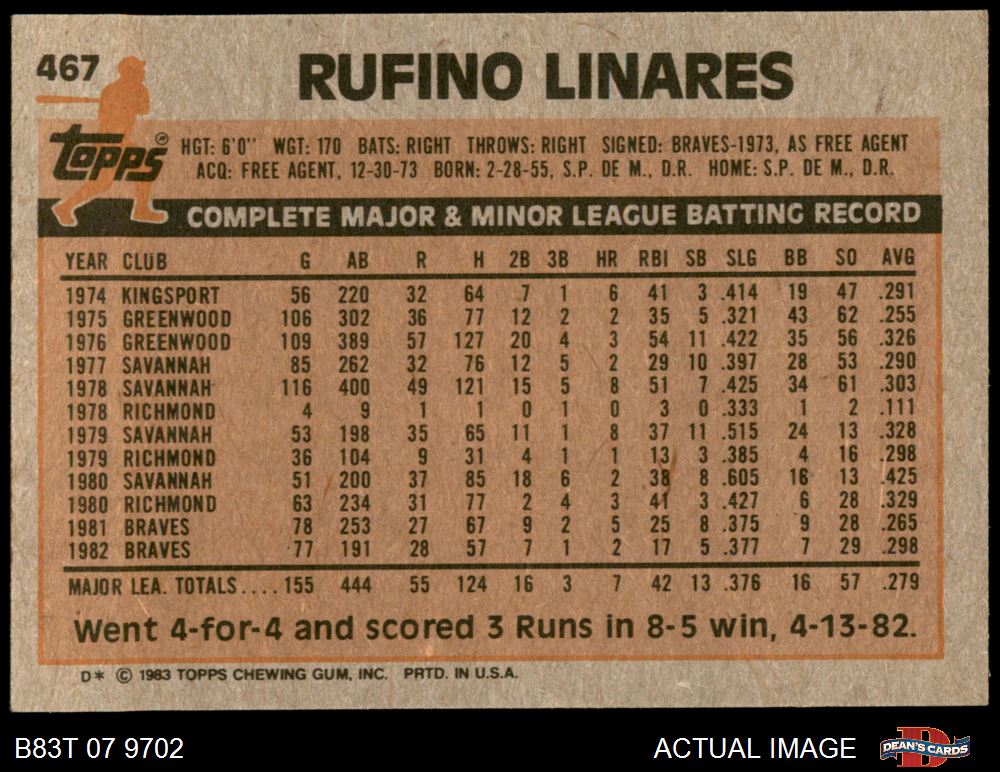 467
RUFINO LINARES
Topps®
HGT: 6'0" WGT: 170 BATS: RIGHT THROWS: RIGHT SIGNED: BRAVES-1973, AS FREE AGENT
ACQ: FREE AGENT, 12-30-73 BORN: 2-28-55, S.P. DE M., D.R. HOME: S.P. DE M., D.R.
COMPLETE MAJOR & MINOR LEAGUE BATTING RECORD
YEAR CLUB G AB R H 2B 3B HR RBI SB SLG BB SO AVG
1974 KINGSPORT 56 220 32 64 7 1 6 41 3 .414 19 47 .291
1975 GREENWOOD 106 302 36 77 12 2 2 35 5 .321 43 62 .255
1976 GREENWOOD 109 389 57 127 20 4 3 54 11 .422 35 56 .326
1977 SAVANNAH 85 262 32 76 12 5 2 29 10 .397 28 53 .290
1978 SAVANNAH 116 400 49 121 15 5 8 51 7 .425 34 61 .303
1978 RICHMOND 4 9 1 1 0 1 0 3 0 .333 1 2 .111
1979 SAVANNAH 53 198 35 65 11 1 8 37 11 .515 24 13 .328
1979 RICHMOND 36 104 9 31 4 1 1 13 3 .385 4 16 .298
1980 SAVANNAH 51 200 37 85 18 6 2 38 8 .605 16 13 .425
1980 RICHMOND 63 234 31 77 2 4 3 41 3 .427 6 28 .329
1981 BRAVES 78 253 27 67 9 2 5 25 8 .375 9 28 .265
1982 BRAVES 77 191 28 57 7 1 2 17 5 .377 7 29 .298
MAJOR LEA. TOTALS....155 444 55 124 16 3 7 42 13 .376 16 57 .279
Went 4-for-4 and scored 3 Runs in 8-5 win, 4-13-82.
D* © 1983 TOPPS CHEWING GUM, INC. PRTD. IN U.S.A.
B83T 07 9702 ACTUAL IMAGE D DEAN'S CARDS